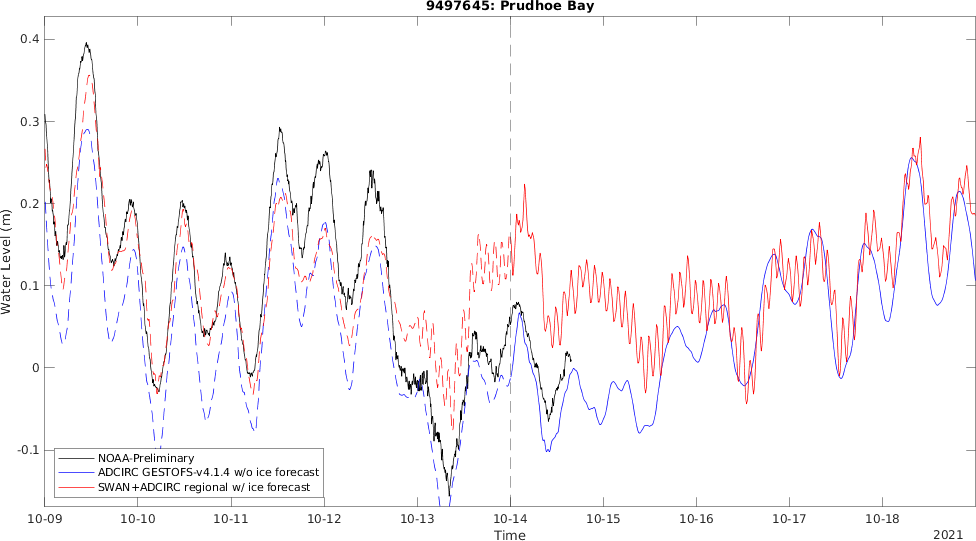 9497645: Prudhoe Bay
Water Level (m)
0.4
0.3
0.2
0.1
0
-0.1
NOAA-Preliminary
ADCIRC GESTOFS-v4.1.4 w/o ice forecast
SWAN+ADCIRC regional w/ ice forecast
10-09 10-10 10-11 10-12 10-13 10-14 10-15 10-16 10-17 10-18
Time
2021